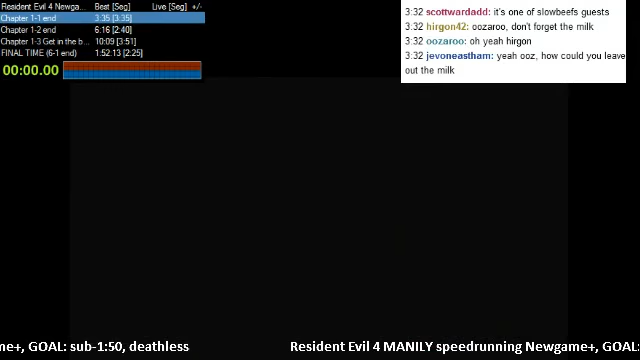 Resident Evil 4 Newga... Best [Seg] Live [Seg] +/-
Chapter 1-1 end 3:35 [3:35]
Chapter 1-2 end 6:16 [2:40]
Chapter 1-3 Get in the b... 10:09 [3:51]
FINAL TIME (6-1 end) 1:52:13 [2:25]
00:00.00
3:32 scottwardadd: it's one of slowbeefs guests
3:32 hirgon42: oozaroo, don't forget the milk
3:32 oozaroo: oh yeah hirgon
3:32 jevoneastham: yeah ooz, how could you leave
out the milk
me+, GOAL: sub-1:50, deathless Resident Evil 4 MANILY speedrunning Newgame+, GOAL: